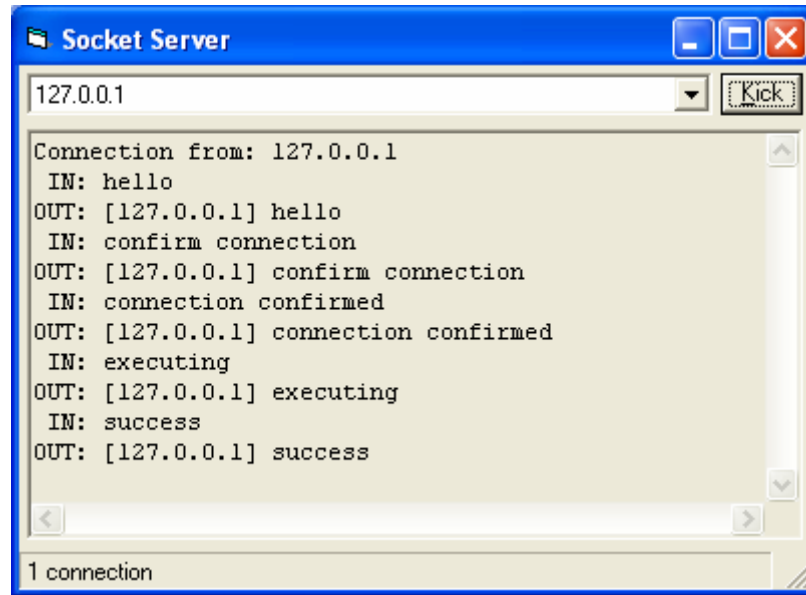 Socket Server
127.0.0.1 Kick
Connection from: 127.0.0.1
 IN: hello
OUT: [127.0.0.1] hello
 IN: confirm connection
OUT: [127.0.0.1] confirm connection
 IN: connection confirmed
OUT: [127.0.0.1] connection confirmed
 IN: executing
OUT: [127.0.0.1] executing
 IN: success
OUT: [127.0.0.1] success
1 connection